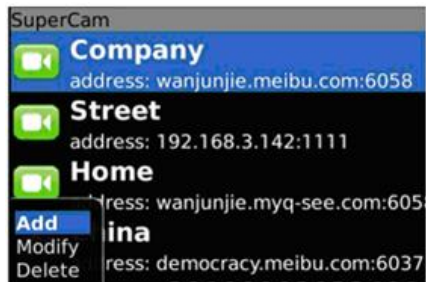 SuperCam
Company
address: wanjunjie.meibu.com:6058
Street
address: 192.168.3.142:1111
Home
dress: wanjunjie.myq-see.com:605
Add
ina
Modify
ress: democracy.meibu.com:6037
Delete